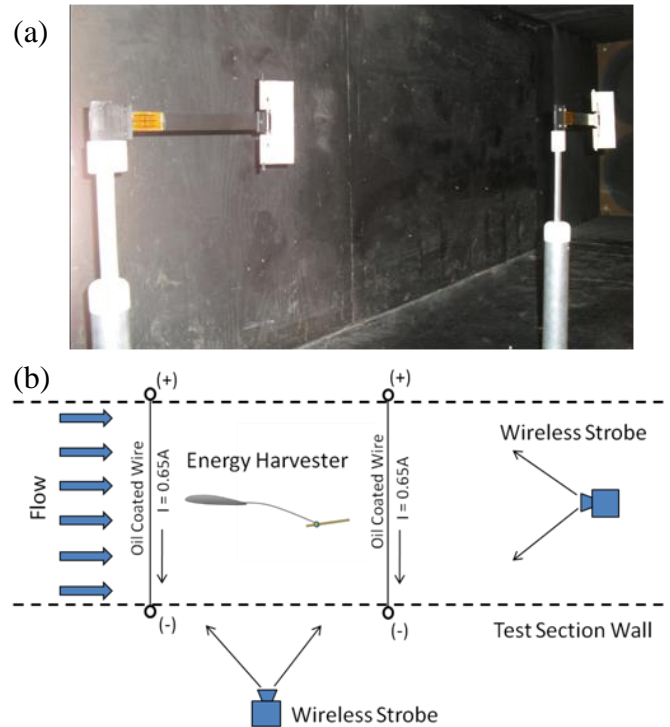 (a)
(b)
(+)
(+)
Flow
Oil Coated Wire
I = 0.65A
Energy Harvester
Oil Coated Wire
I = 0.65A
Wireless Strobe
(-)
(-)
Test Section Wall
Wireless Strobe